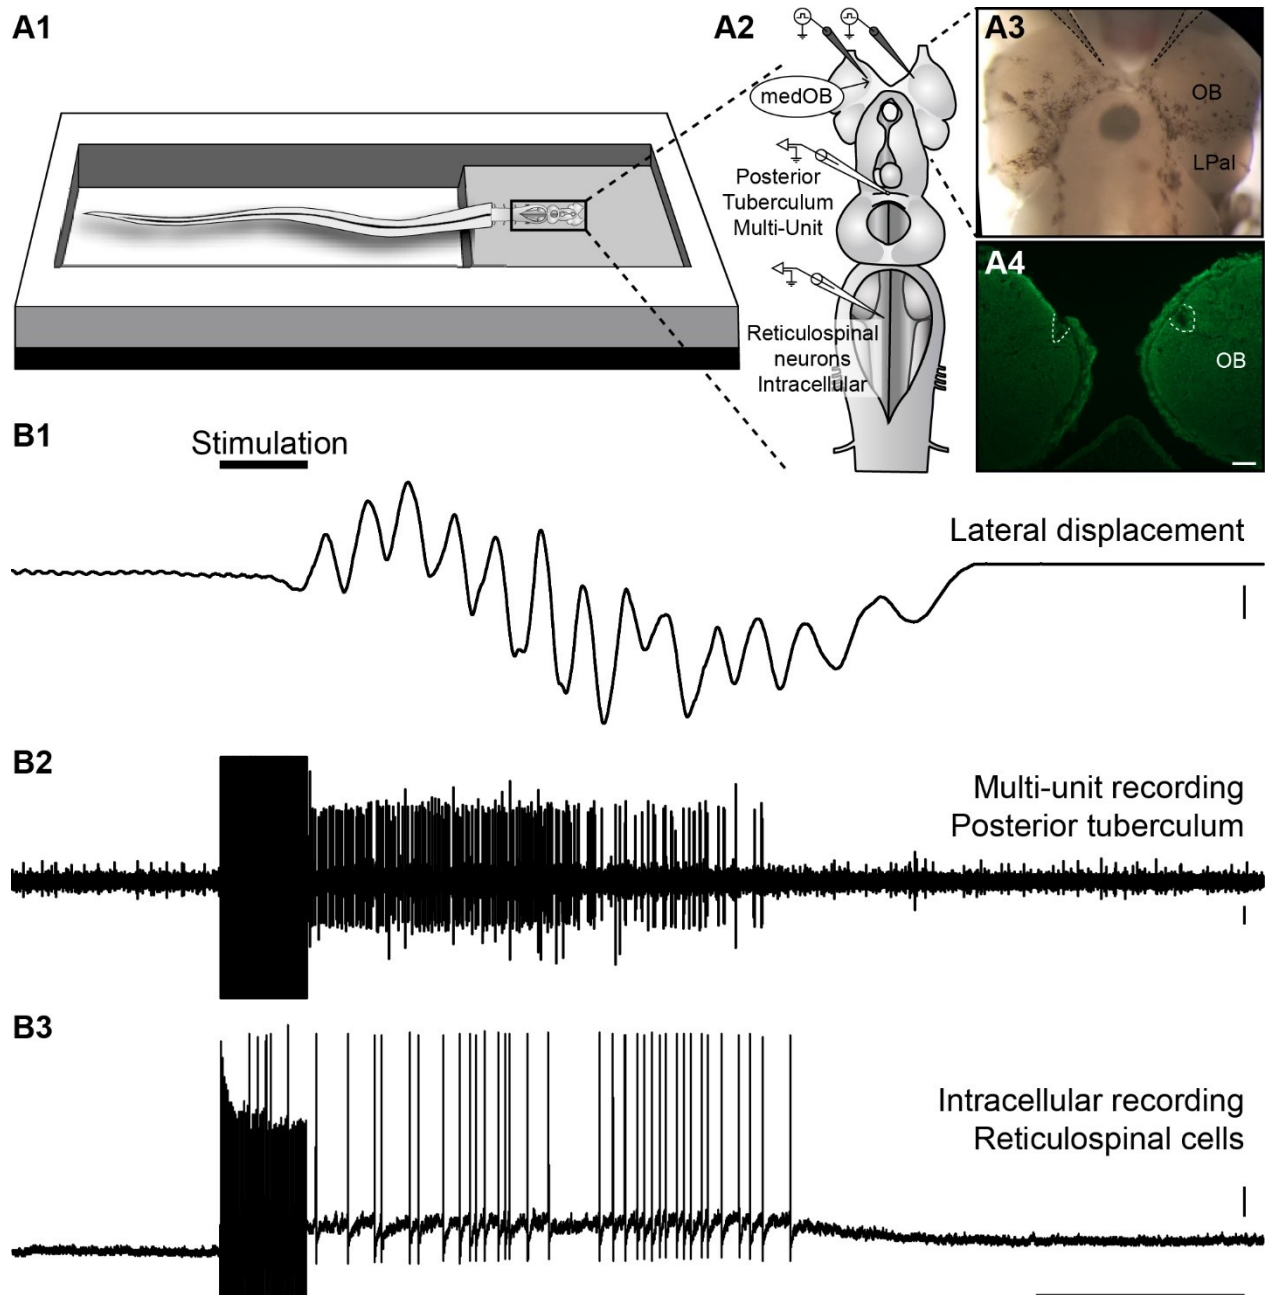 A1
A2
medOB
Posterior
Tuberculum
Multi-Unit
Reticulospinal
neurons
Intracellular
A3
OB
LPal
A4
OB
B1
Stimulation
Lateral displacement
B2
Multi-unit recording
Posterior tuberculum
B3
Intracellular recording
Reticulospinal cells